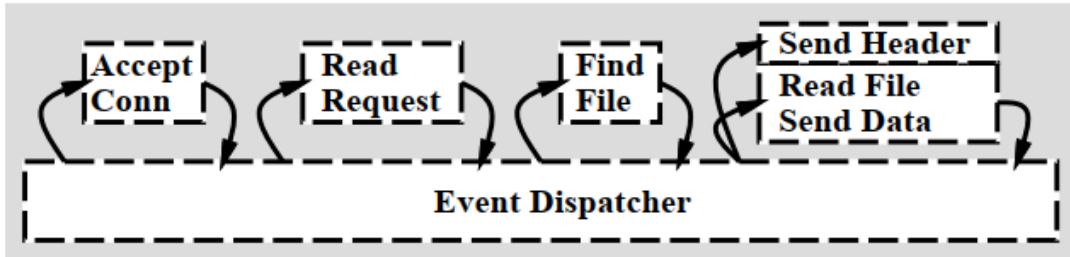 Accept
Conn
Read
Request
Find
File
Send Header
Read File
Send Data
Event Dispatcher